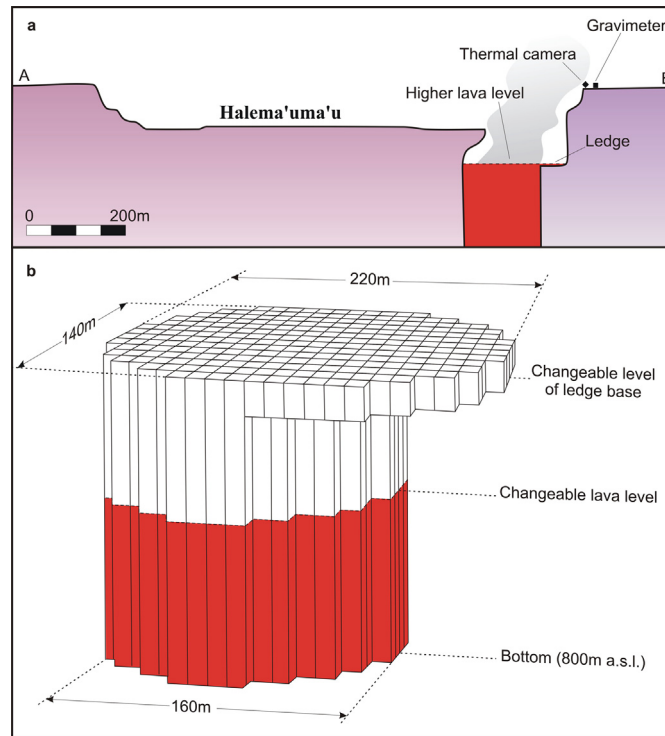 a
Gravimeter
Thermal camera
A
Higher lava level
Halema'uma'u
Ledge
0
200m
b
220m
140m
Changeable level
of ledge base
Changeable lava level
Bottom (800m a.s.l.)
160m